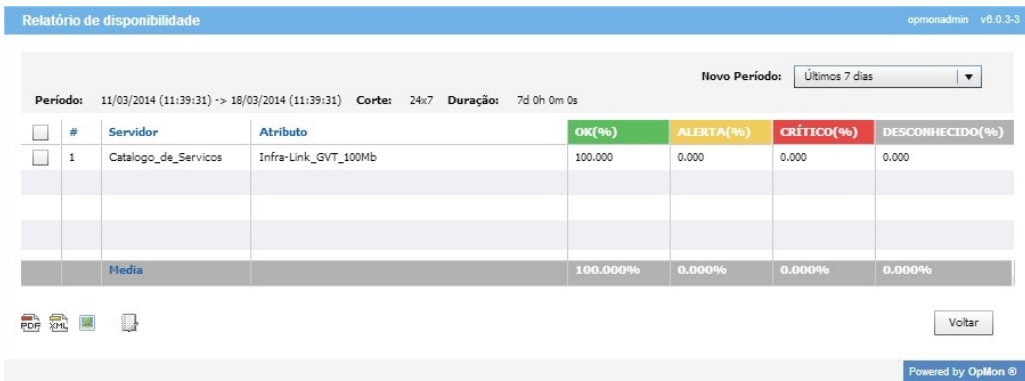 Relatório de disponibilidade opmonadmin v6.0.3-3
Novo Período: Últimos 7 dias
Período: 11/03/2014 (11:39:31) -> 18/03/2014 (11:39:31) Corte: 24x7 Duração: 7d 0h 0m 0s
# Servidor Atributo OK(%) ALERTA(%) CRÍTICO(%) DESCONHECIDO(%)
1 Catalogo_de_Servicos Infra-Link_GVT_100Mb 100.000 0.000 0.000 0.000
Media 100.000% 0.000% 0.000% 0.000%
PDF XML Voltar
Powered by OpMon ®